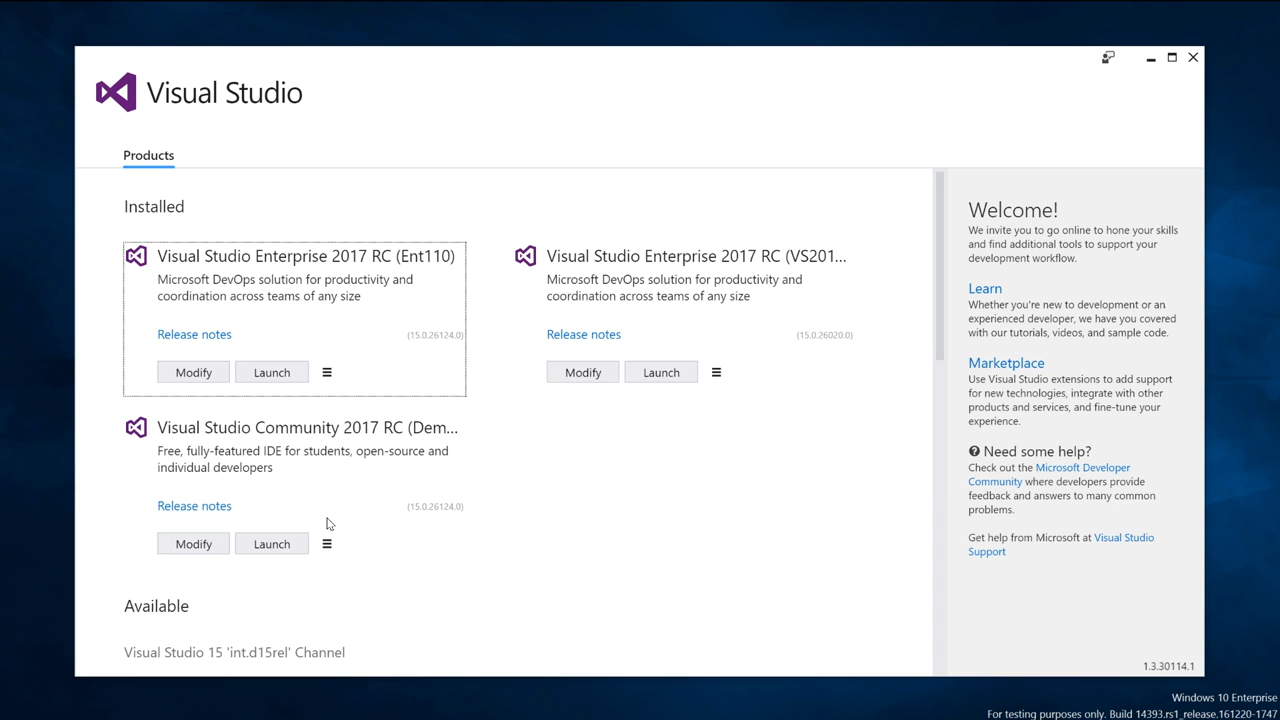 Visual Studio
Products
Installed
Visual Studio Enterprise 2017 RC (Ent110)
Microsoft DevOps solution for productivity and
coordination across teams of any size
Release notes
(15.0.26124.0)
Modify
Launch
Visual Studio Enterprise 2017 RC (VS201...
Microsoft DevOps solution for productivity and
coordination across teams of any size
Release notes
(15.0.26020.0)
Modify
Launch
Visual Studio Community 2017 RC (Dem...
Free, fully-featured IDE for students, open-source and
individual developers
Release notes
(15.0.26124.0)
Modify
Launch
Available
Visual Studio 15 'int.d15rel' Channel
Welcome!
We invite you to go online to hone your skills
and find additional tools to support your
development workflow.
Learn
Whether you're new to development or an
experienced developer, we have you covered
with our tutorials, videos, and sample code.
Marketplace
Use Visual Studio extensions to add support
for new technologies, integrate with other
products and services, and fine-tune your
experience.
Need some help?
Check out the Microsoft Developer
Community where developers provide
feedback and answers to many common
problems.
Get help from Microsoft at Visual Studio
Support
1.3.30114.1
Windows 10 Enterprise
For testing purposes only. Build 14393.rs1_release.161220-1747